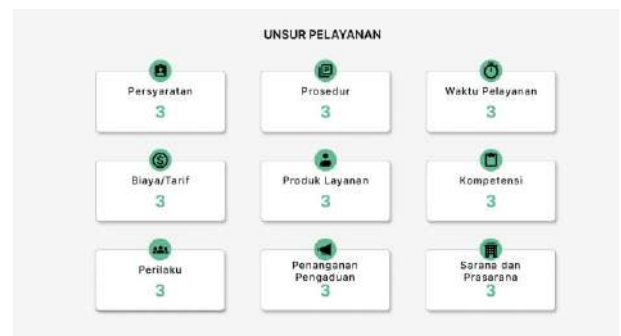 UNSUR PELAYANAN
Persyaratan
3
Prosedur
3
Waktu Pelayanan
3
Biaya/Tarif
3
Produk Layanan
3
Kompetensi
3
Perilaku
3
Penanganan
Pengaduan
3
Sarana dan
Prasarana
3